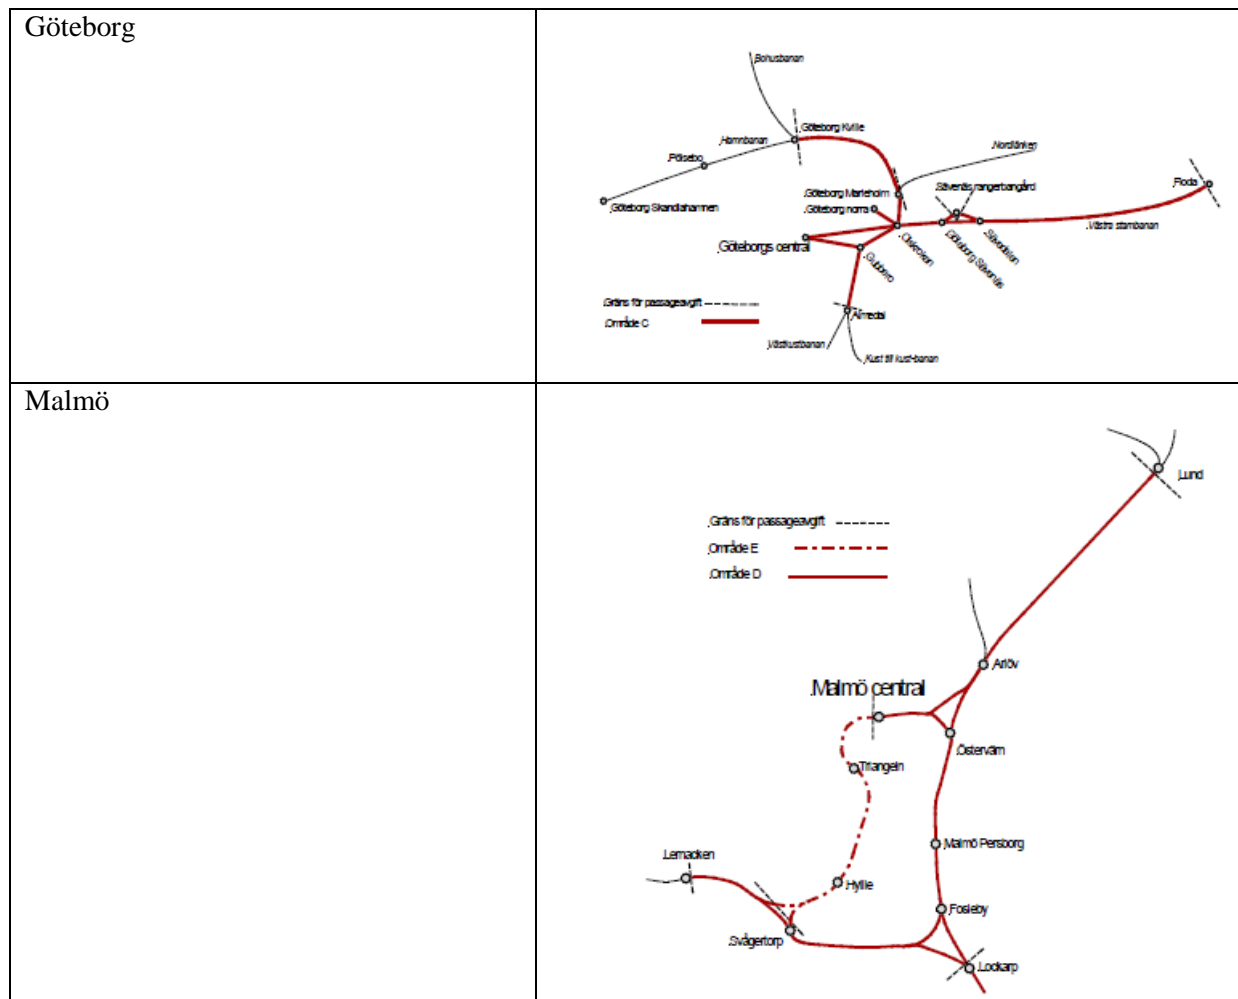 Göteborg
Bohusbanan
Göteborg Kville
Hamnbanan
Nordlänken
Pölsebo
Göteborg Marieholm
Sävenäs rangerbangård
Floda
Göteborg Skandiahamnen
Göteborg norra
Västra stambanan
Göteborgs central
Olskroken
Göteborg Sävenäs
Sävedalen
Gubbero
Gräns för passageavgift
Område C
Almedal
Västkustbanan
Kust till kust-banan
Malmö
Lund
Gräns för passageavgift
Område E
Område D
Arlöv
Malmö central
Östervärn
Triangeln
Malmö Persborg
Lernacken
Hyllie
Fosieby
Svågertorp
Lockarp